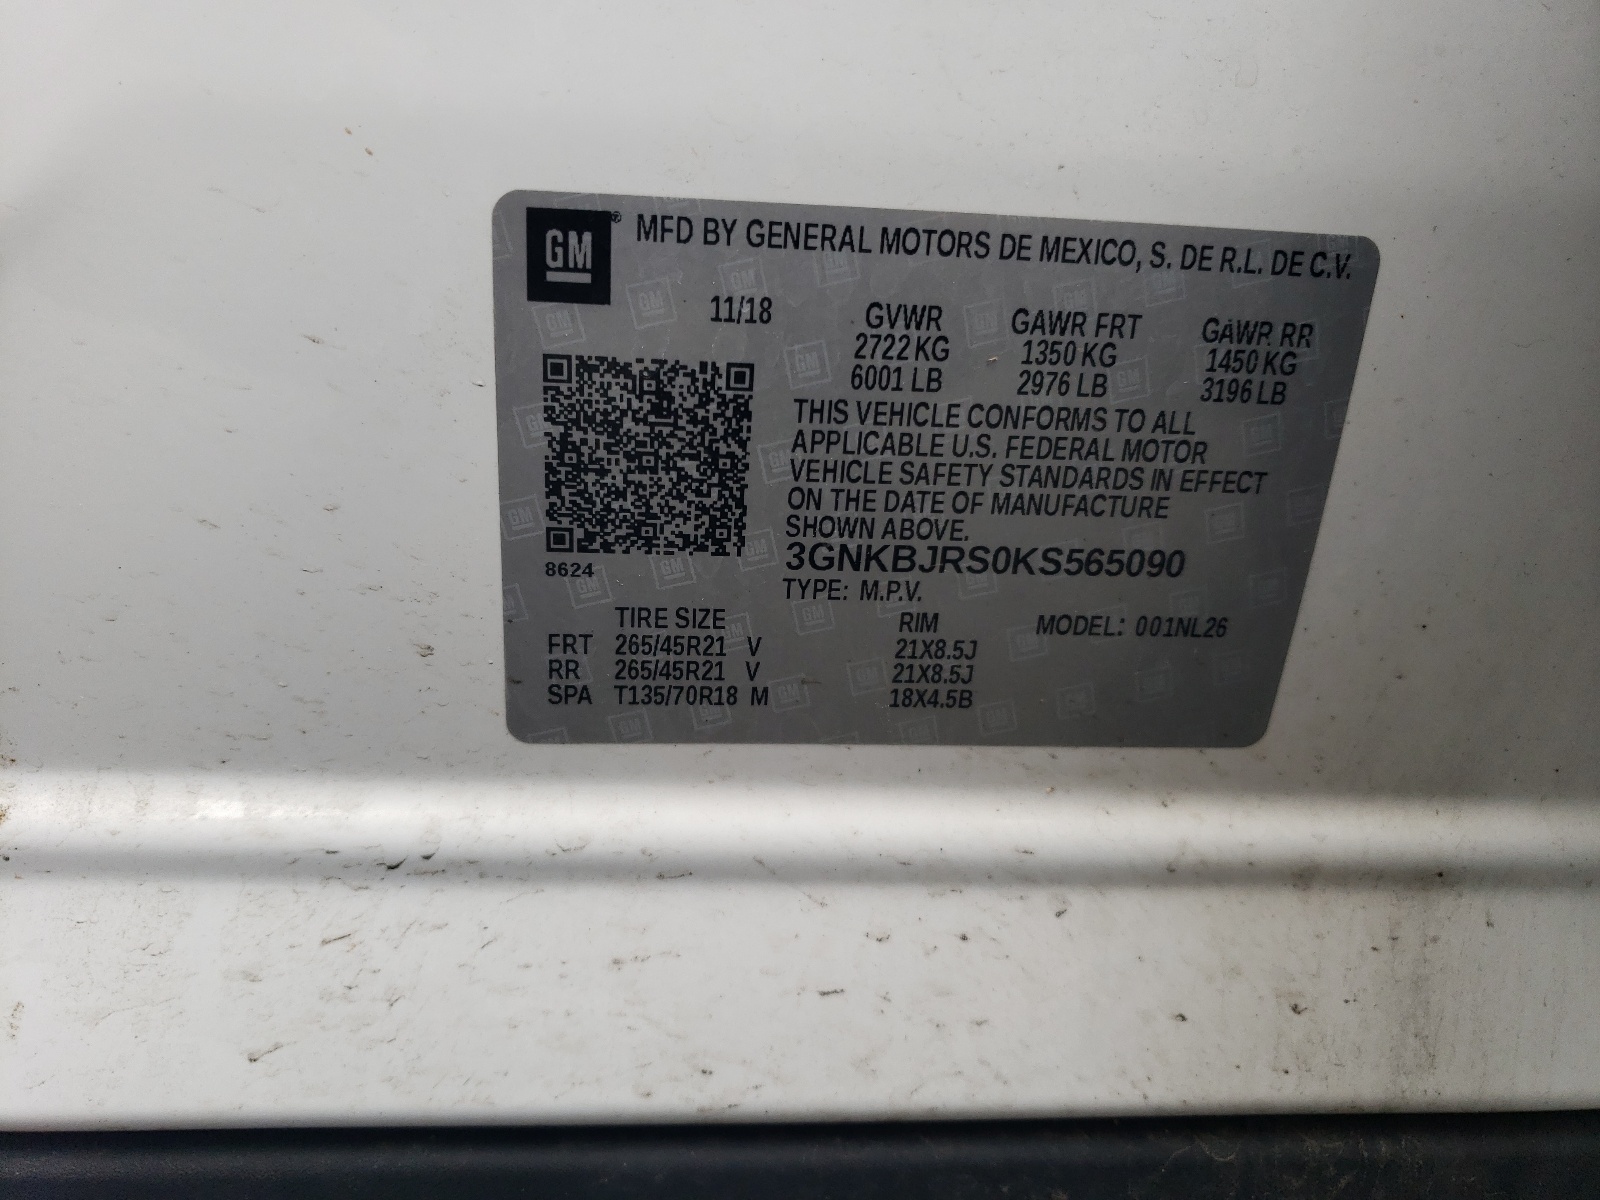 GM® MFD BY GENERAL MOTORS DE MEXICO, S. DE R.L. DE C.V.
11/18 GVWR GAWR FRT GAWR RR
2722 KG 1350 KG 1450 KG
6001 LB 2976 LB 3196 LB
THIS VEHICLE CONFORMS TO ALL
APPLICABLE U.S. FEDERAL MOTOR
VEHICLE SAFETY STANDARDS IN EFFECT
ON THE DATE OF MANUFACTURE
SHOWN ABOVE.
3GNKBJRS0KS565090
8624
TYPE: M.P.V.
TIRE SIZE RIM MODEL: 001NL26
FRT 265/45R21 V 21X8.5J
RR 265/45R21 V 21X8.5J
SPA T135/70R18 M 18X4.5B